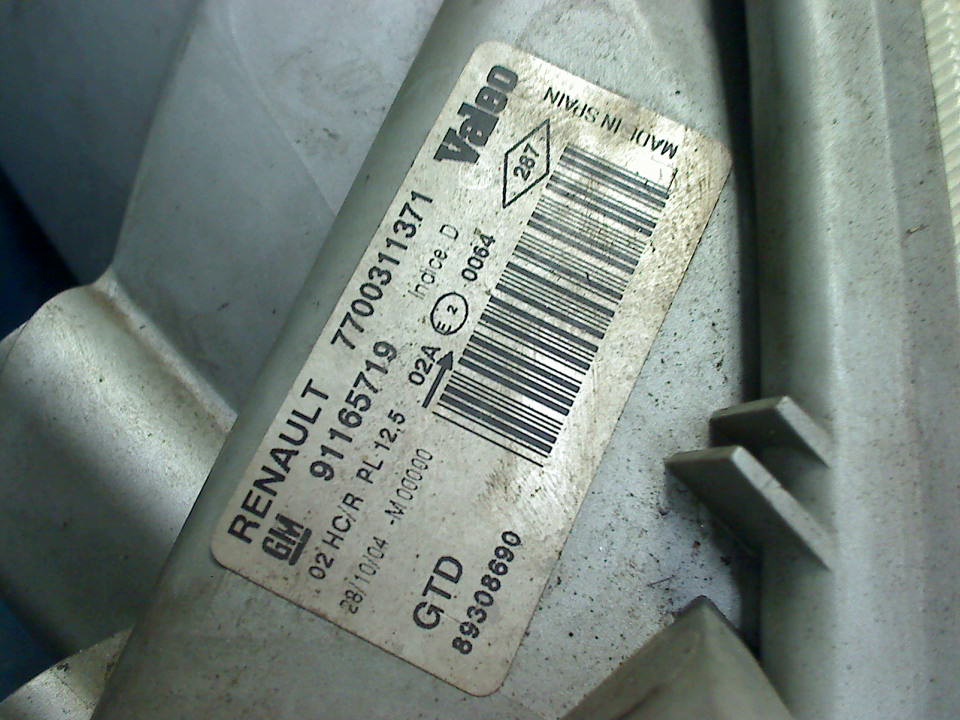 RENAULT 7700311371 Valeo
GM 91165719 Indice D 287
02 HC/R PL 12.5 02A E2 0064
28/10/04 -M00000
GTD
89308690
MADE IN SPAIN